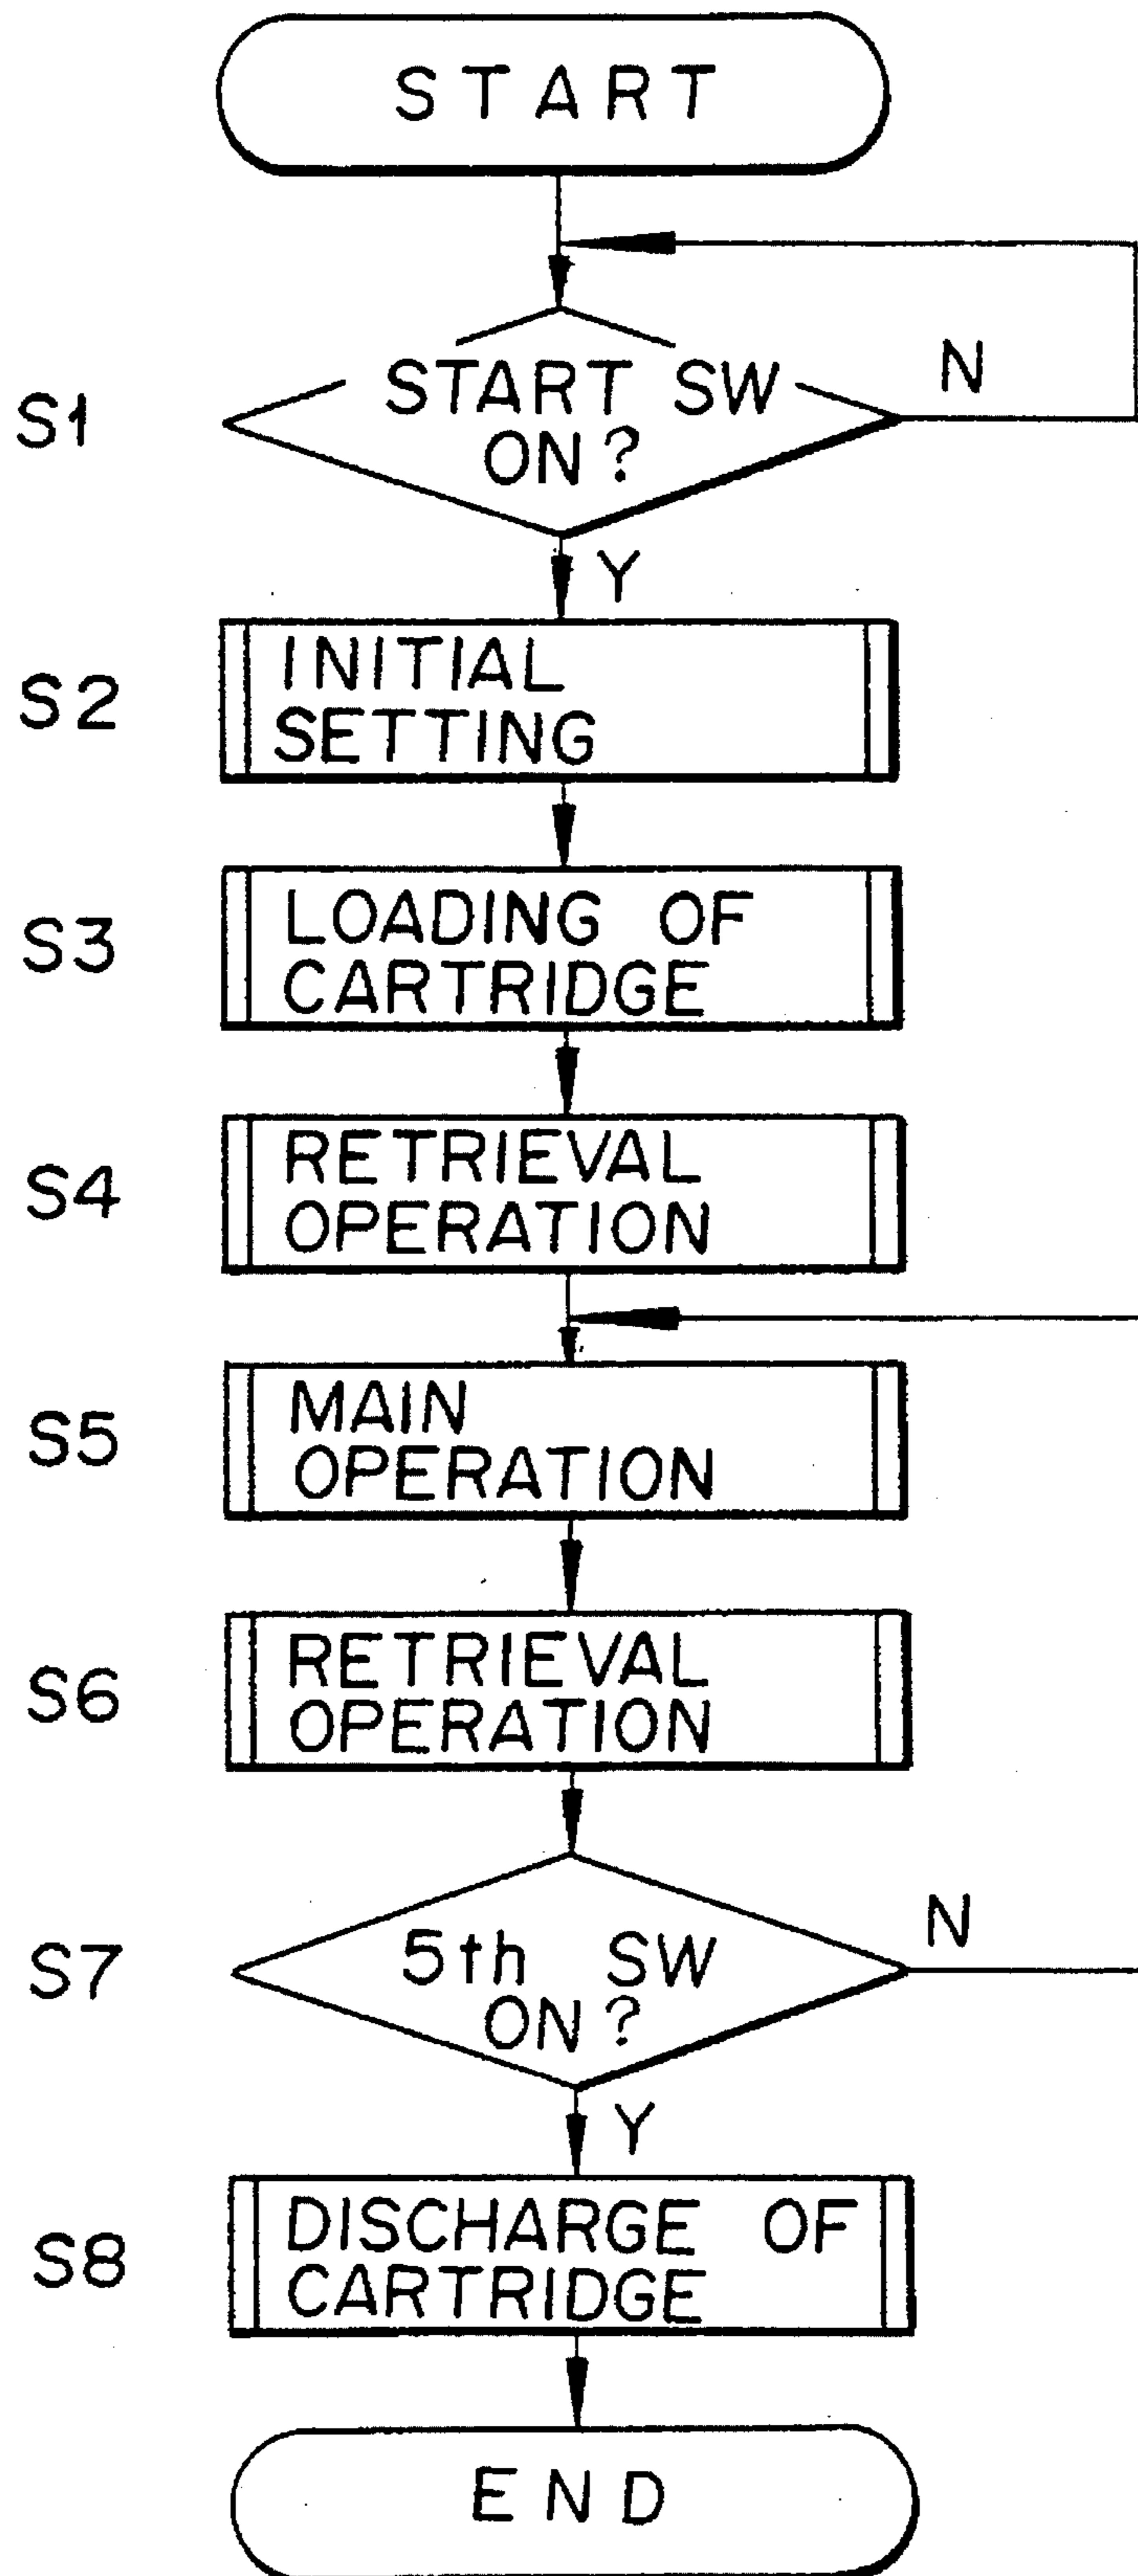 START
S1
START SW
ON?
N
Y
S2
INITIAL
SETTING
S3
LOADING OF
CARTRIDGE
S4
RETRIEVAL
OPERATION
S5
MAIN
OPERATION
S6
RETRIEVAL
OPERATION
S7
5th SW
ON?
N
Y
S8
DISCHARGE OF
CARTRIDGE
END